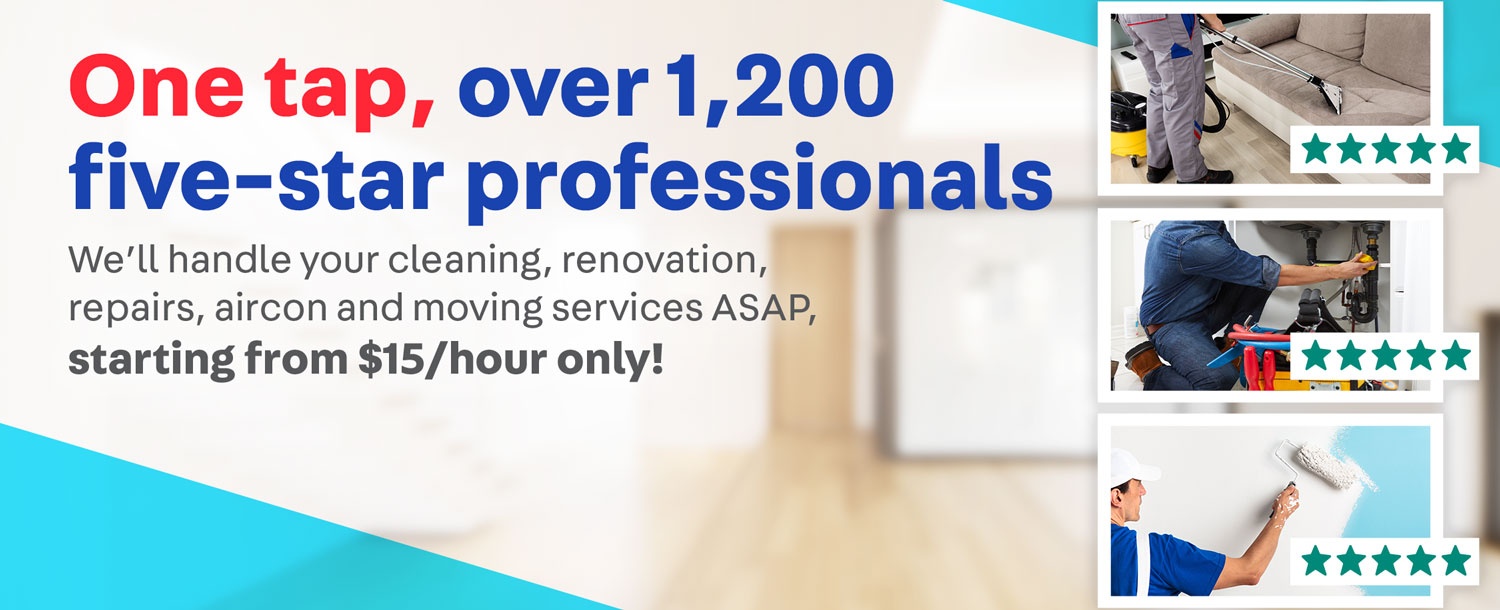 One tap, over 1,200
five-star professionals
We’ll handle your cleaning, renovation,
repairs, aircon and moving services ASAP,
starting from $15/hour only!